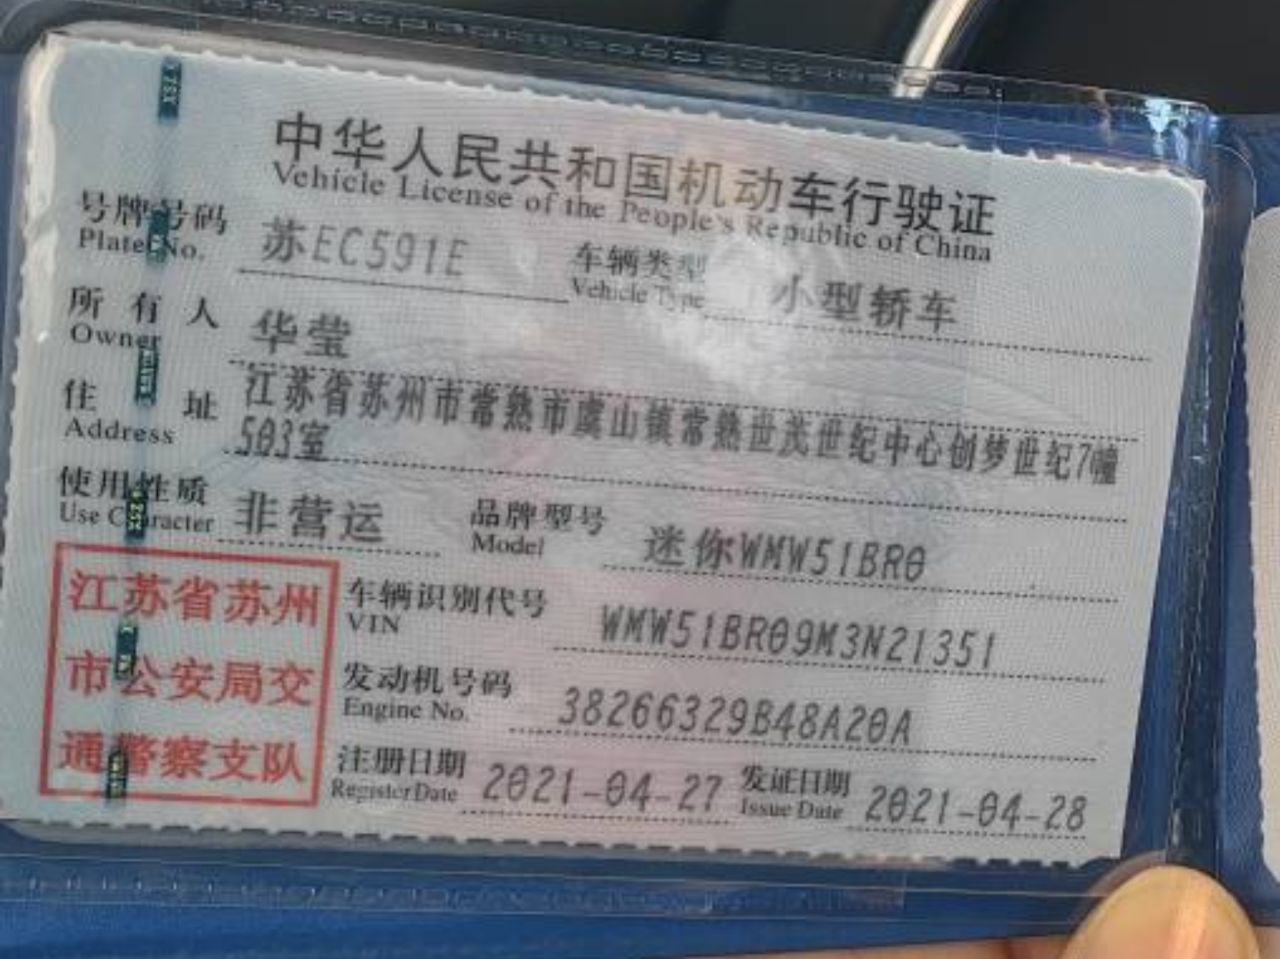 中华人民共和国机动车行驶证
Vehicle License of the People's Republic of China
号牌号码 苏EC591E 车辆类型 小型轿车
Plate No. Vehicle Type
所有人 华莹
Owner
住址 江苏省苏州市常熟市虞山镇常熟世茂世纪中心创梦世纪7幢
Address 503室
使用性质 非营运 品牌型号 迷你WMW51BR0
Use Character Model
江苏省苏州
市公安局交
通警察支队
车辆识别代号 WMW51BR09M3N21351
VIN
发动机号码 38266329B48A20A
Engine No.
注册日期 2021-04-27 发证日期 2021-04-28
Register Date Issue Date